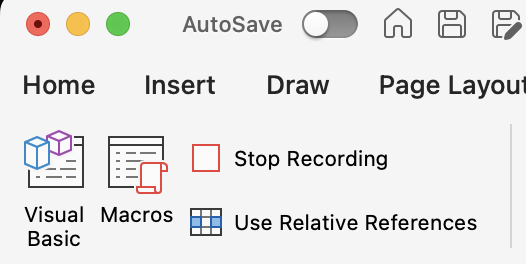 AutoSave
Home Insert Draw Page Layout
Stop Recording
Visual Basic Macros
Use Relative References